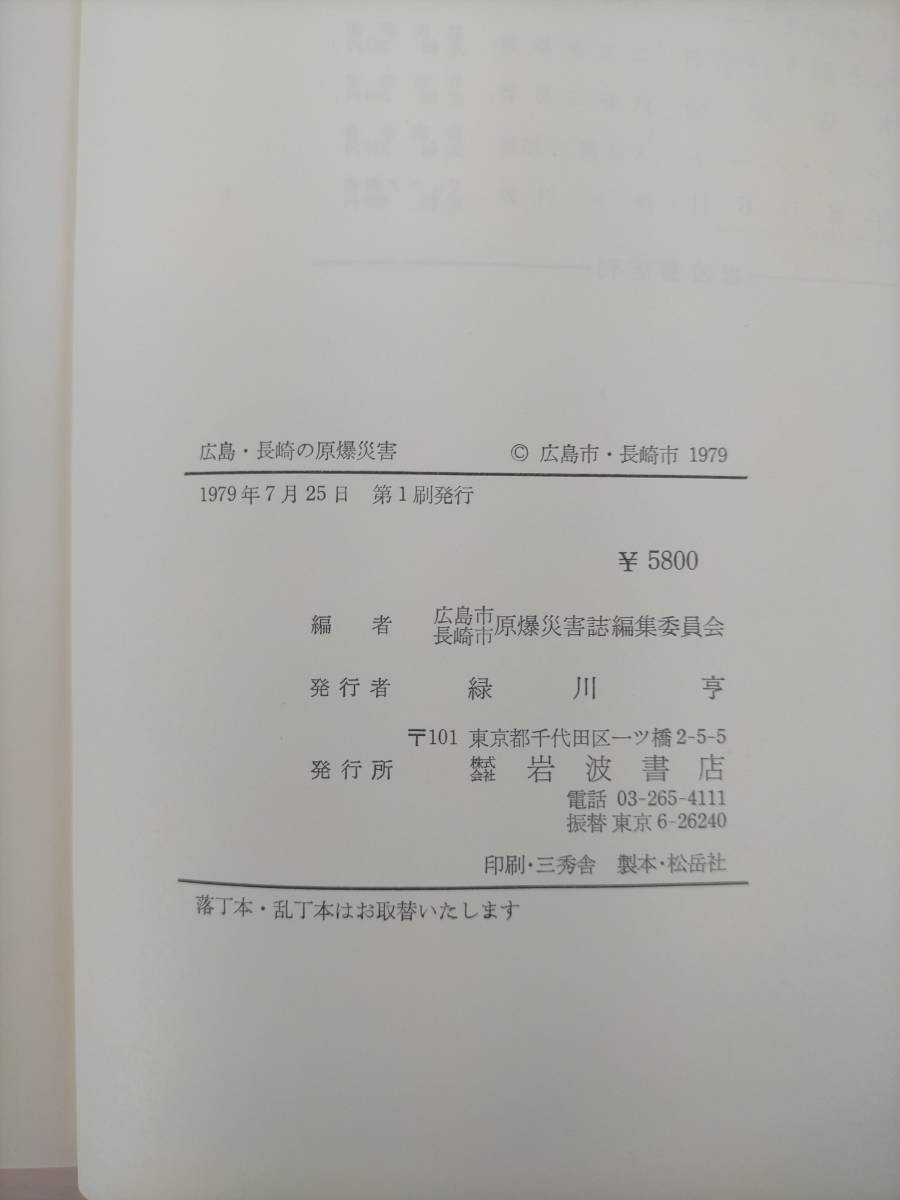 広島・長崎の原爆災害 © 広島市・長崎市 1979
1979年7月25日 第1刷発行
¥ 5800
編者 広島市長崎市原爆災害誌編集委員会
発行者 緑川亨
〒101 東京都千代田区一ツ橋2-5-5
発行所 株式会社 岩波書店
電話 03-265-4111
振替 東京 6-26240
印刷・三秀舎 製本・松岳社
落丁本・乱丁本はお取替いたします